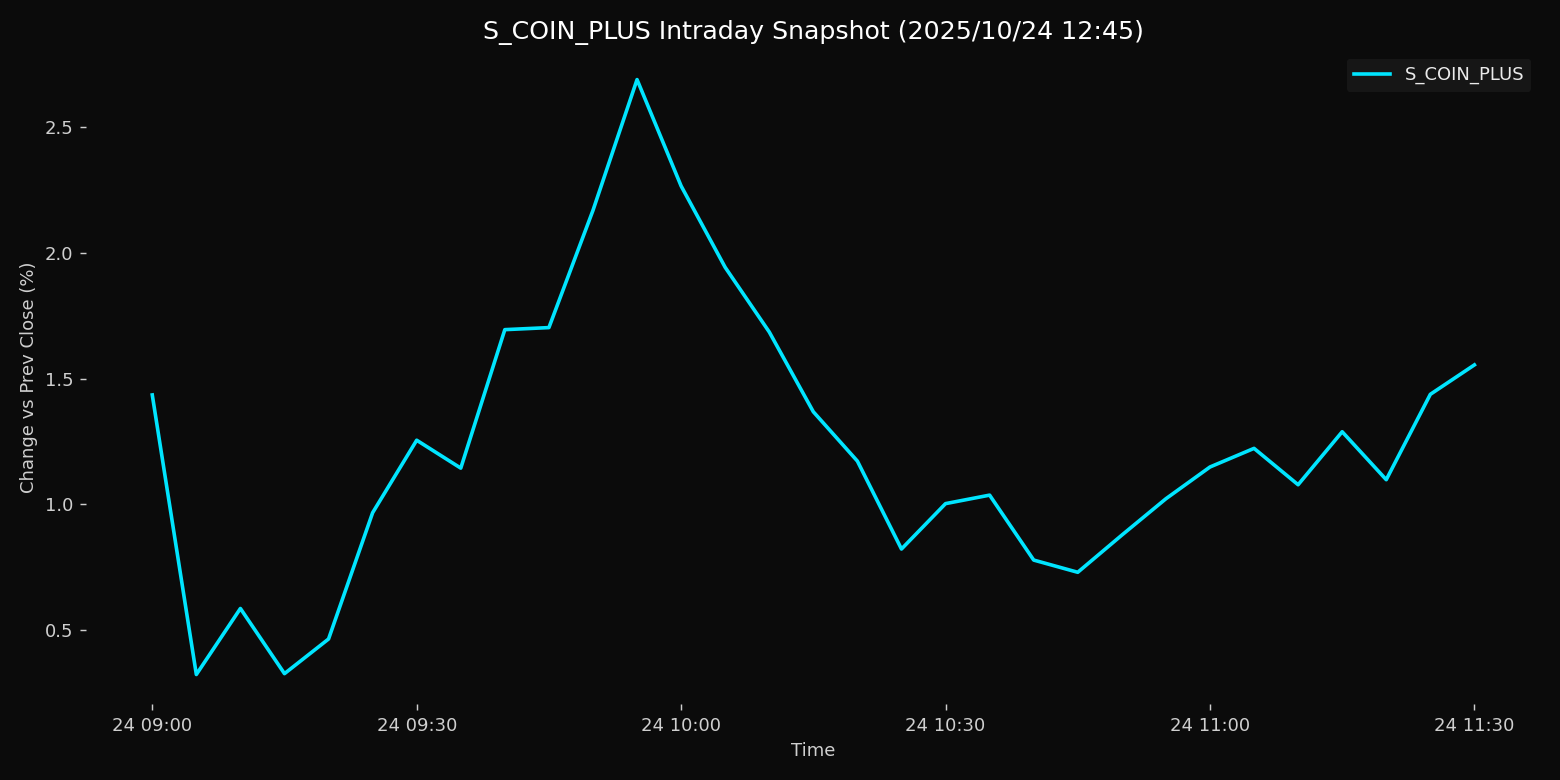 S_COIN_PLUS Intraday Snapshot (2025/10/24 12:45)
S_COIN_PLUS
Change vs Prev Close (%)
2.5
2.0
1.5
1.0
0.5
24 09:00
24 09:30
24 10:00
24 10:30
24 11:00
24 11:30
Time